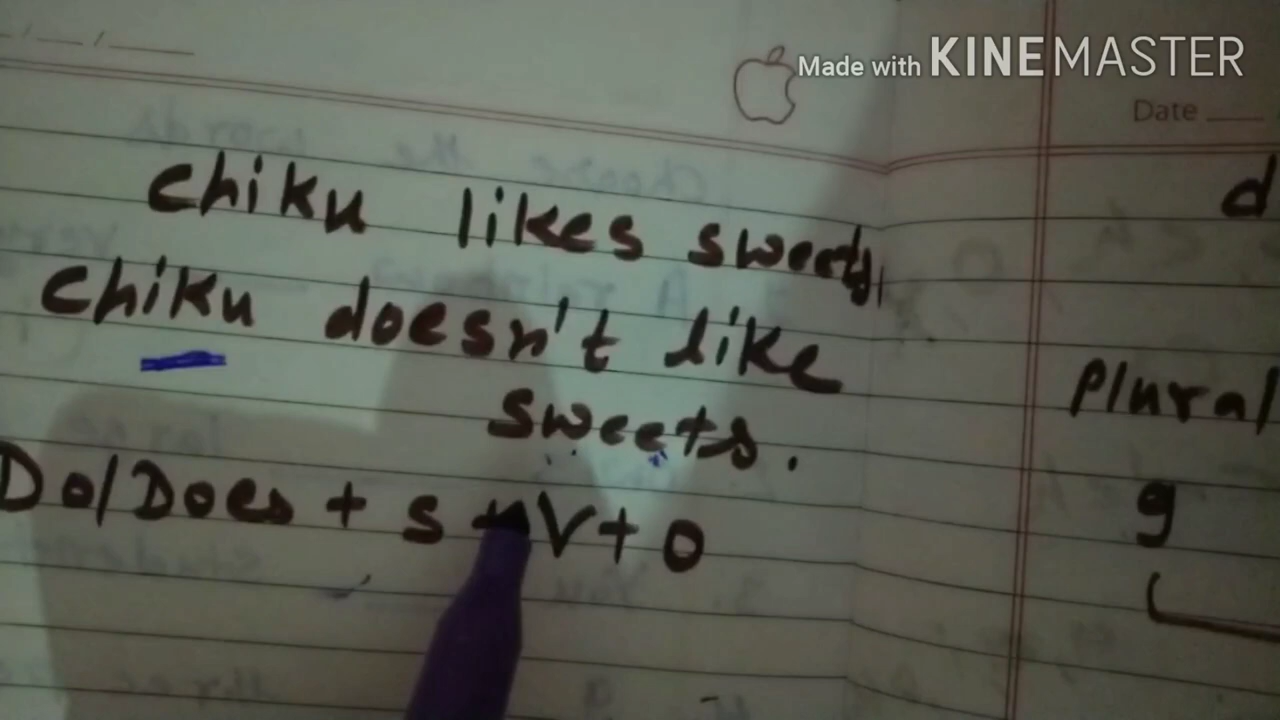 Made with KINEMASTER
Date
chiku likes sweets
chiku doesn't like
sweets.
Do/Does + s + V + o
d
Plural
g